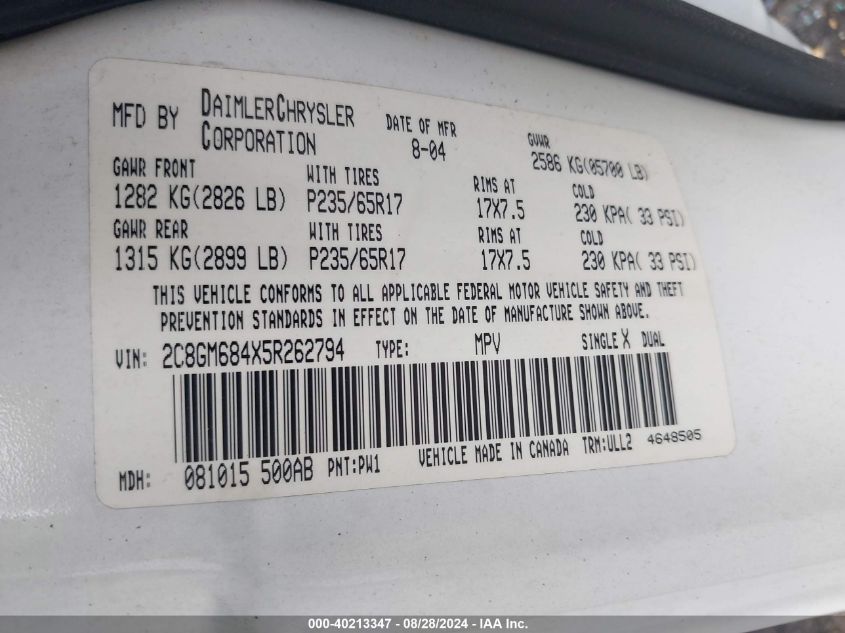 MFD BY DAIMLERCHRYSLER CORPORATION DATE OF MFR 8-04 GVWR 2586 KG(05700 LB)
GAWR FRONT WITH TIRES RIMS AT COLD
1282 KG(2826 LB) P235/65R17 17X7.5 230 KPA( 33 PSI)
GAWR REAR WITH TIRES RIMS AT COLD
1315 KG(2899 LB) P235/65R17 17X7.5 230 KPA( 33 PSI)
THIS VEHICLE CONFORMS TO ALL APPLICABLE FEDERAL MOTOR VEHICLE SAFETY AND THEFT
PREVENTION STANDARDS IN EFFECT ON THE DATE OF MANUFACTURE SHOWN ABOVE.
VIN: 2C8GM684X5R262794 TYPE: MPV SINGLE X DUAL
MDH: 081015 500AB PNT:PW1 VEHICLE MADE IN CANADA TRM:ULL2 4648505
000-40213347 / 08/28/2024 - IAAI.com